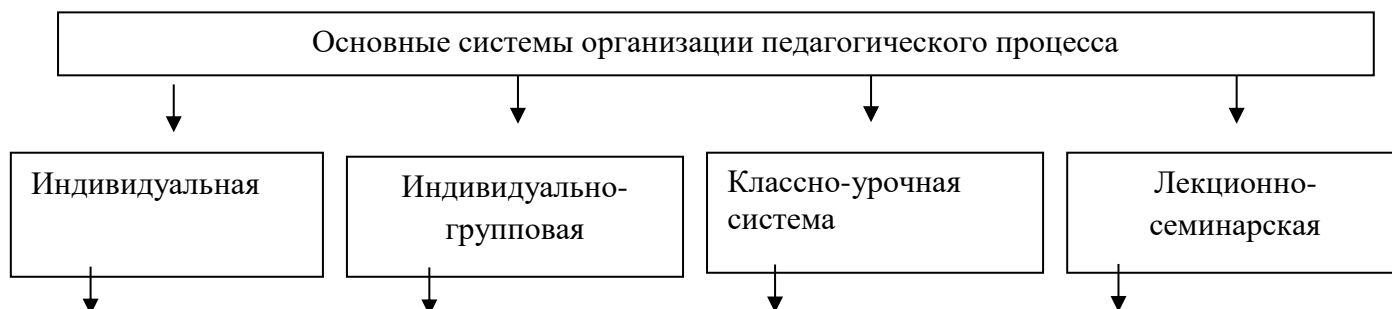 Основные системы организации педагогического процесса
Индивидуальная
Индивидуально-
групповая
Классно-урочная
система
Лекционно-
семинарская